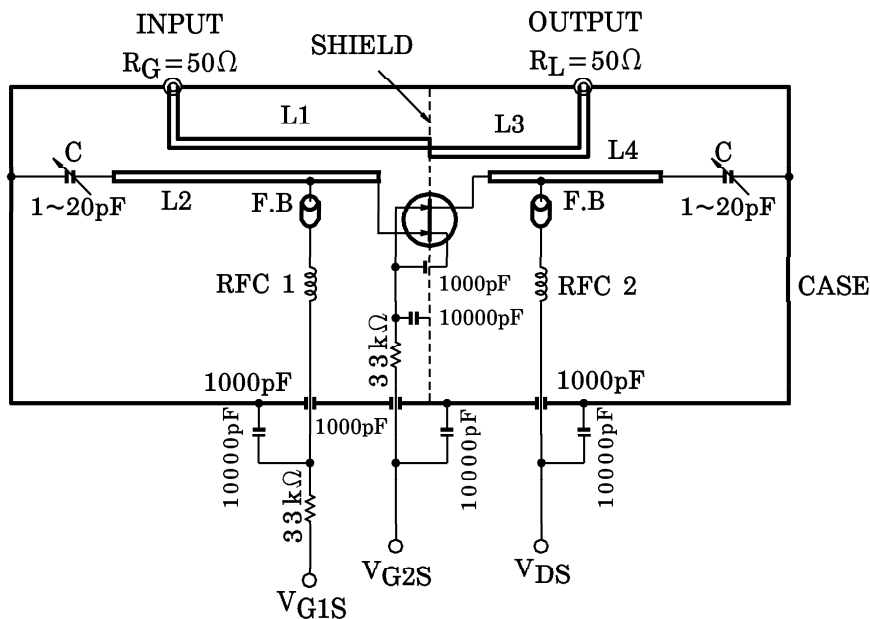 INPUT
OUTPUT
R_G=50Ω
SHIELD
R_L=50Ω
L1
L3
C
L4
C
L2
F.B
F.B
1~20pF
1~20pF
RFC 1
1000pF
RFC 2
CASE
10000pF
33kΩ
1000pF
1000pF
1000pF
10000pF
10000pF
10000pF
33kΩ
V_G2S
V_DS
V_G1S